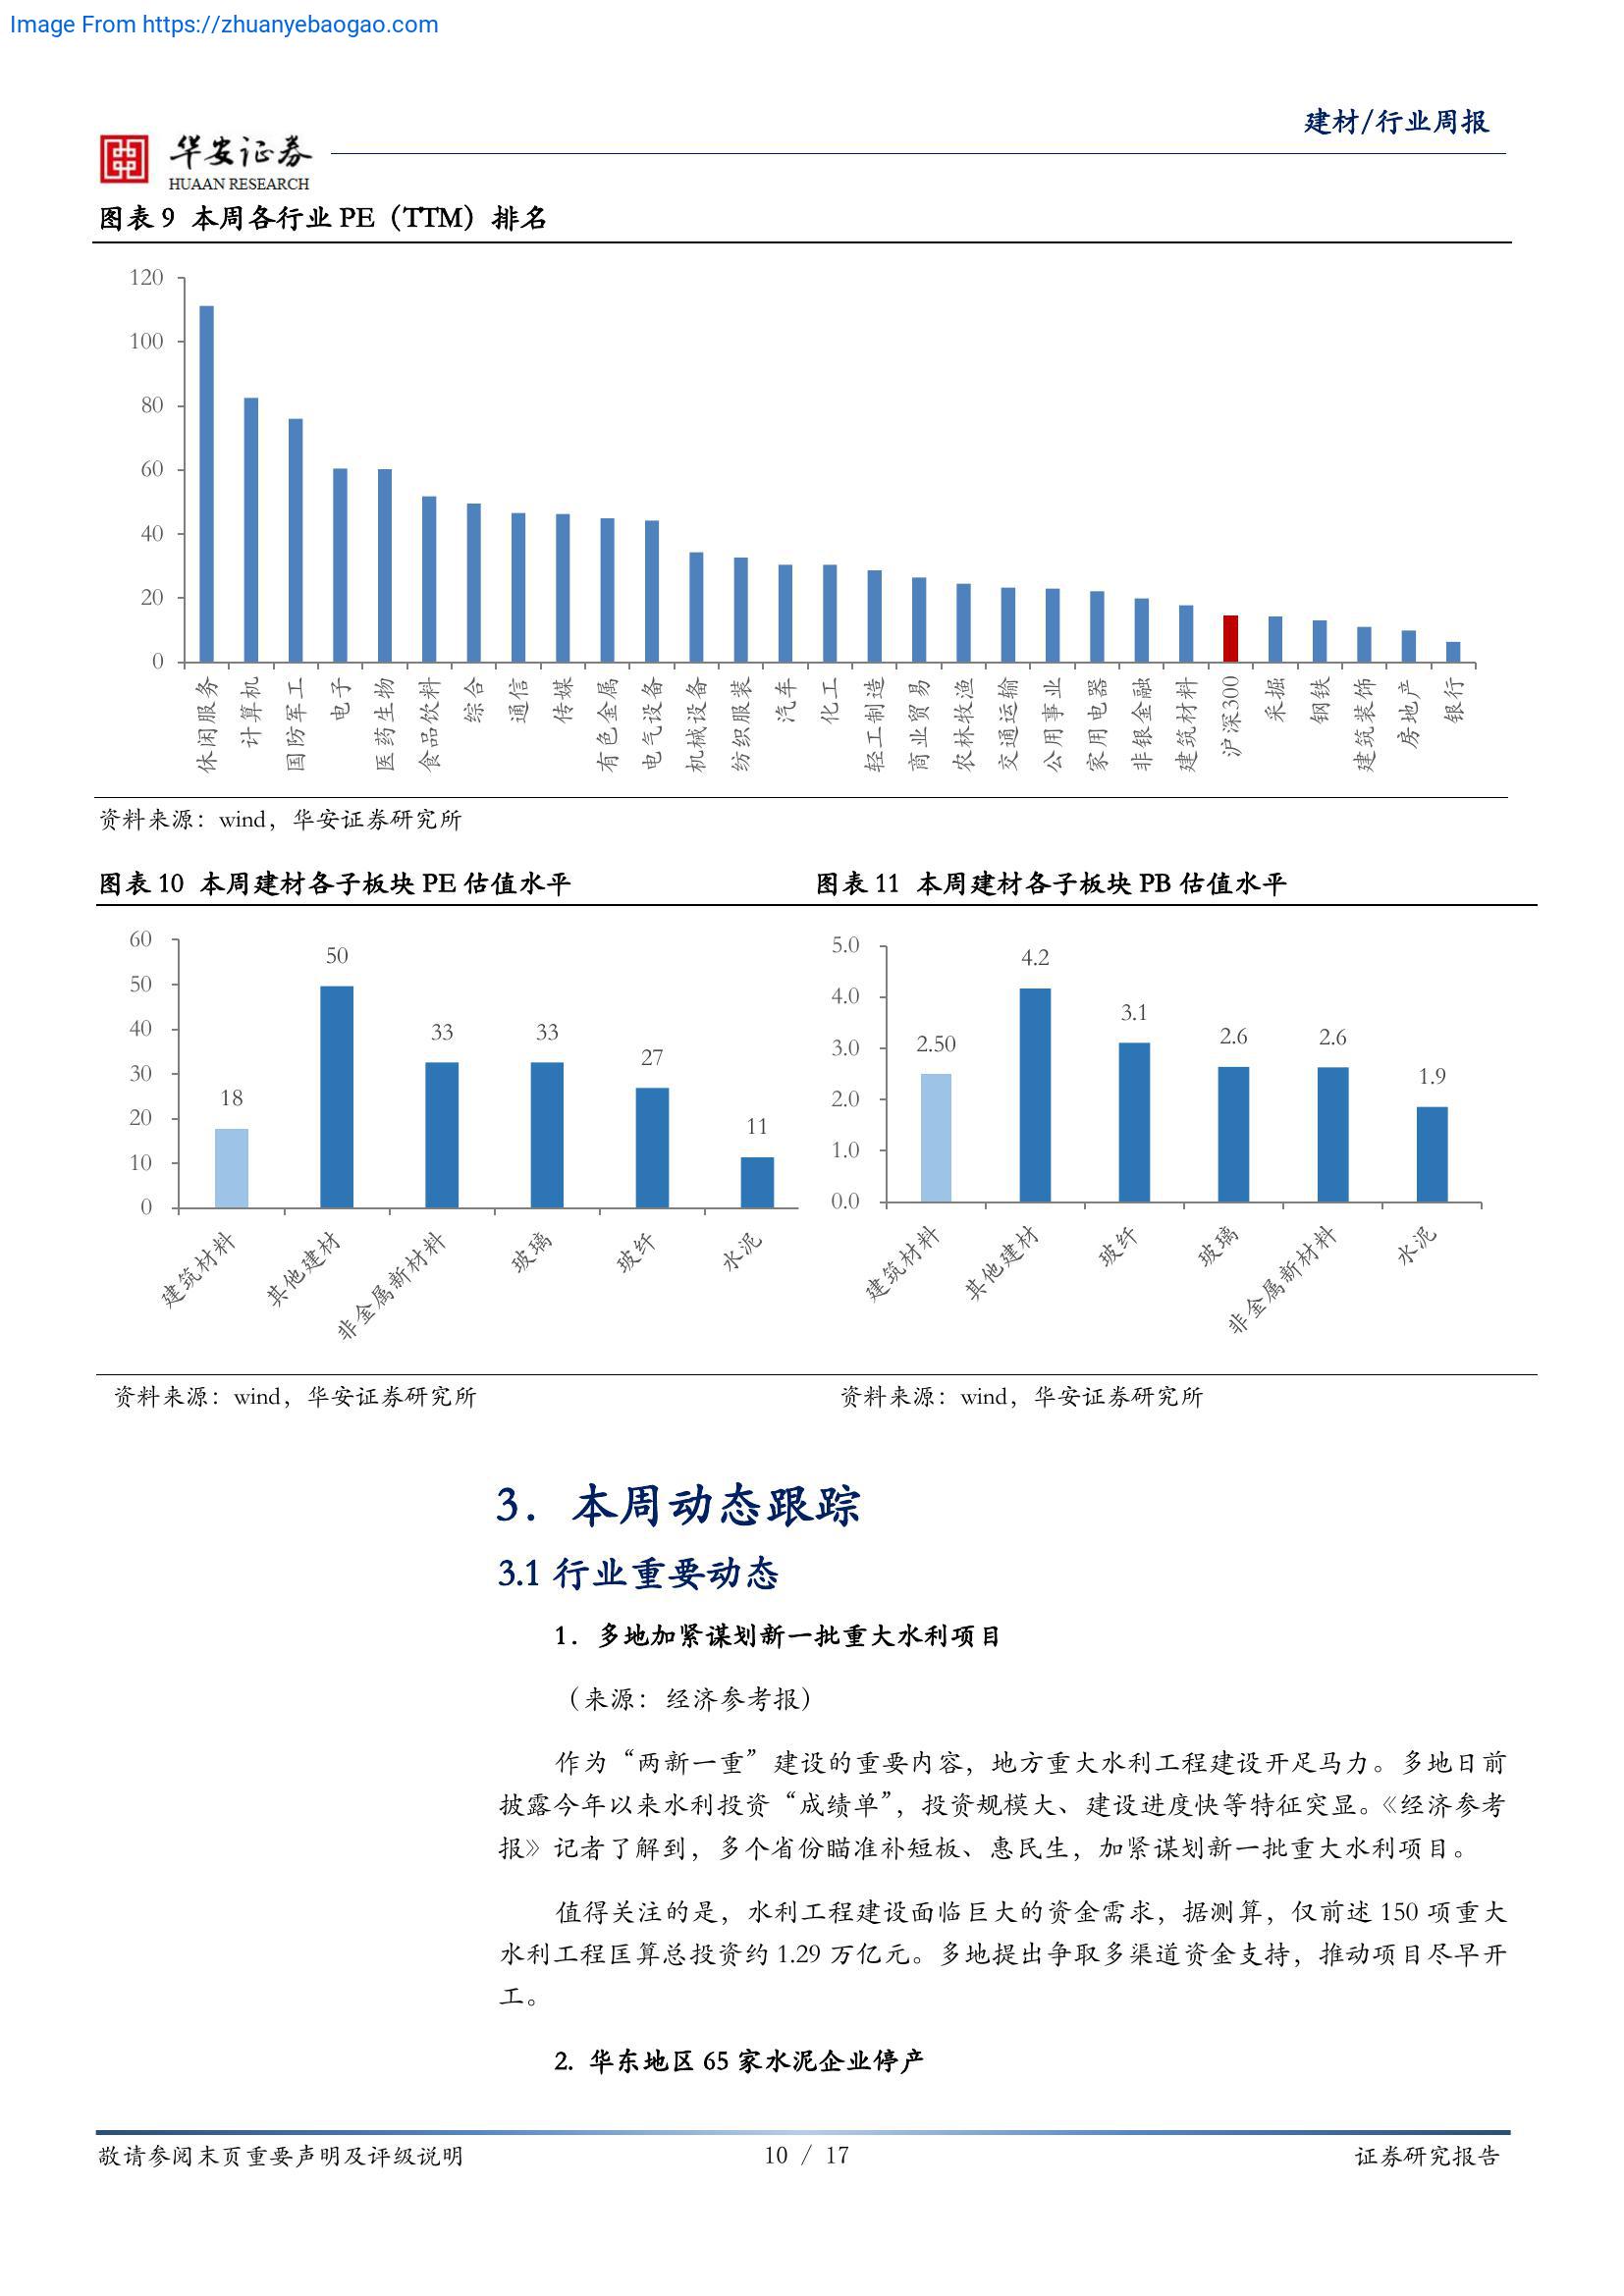 Image From https://zhuanyebaogao.com
建材/行业周报
华安证券
HUAAN RESEARCH
图表 9 本周各行业 PE（TTM）排名
120
100
80
60
40
20
0
休闲服务
计算机
国防军工
电子
医药生物
食品饮料
综合
通信
传媒
有色金属
电气设备
机械设备
纺织服装
汽车
化工
轻工制造
商业贸易
农林牧渔
交通运输
公用事业
家用电器
非银金融
建筑材料
沪深300
采掘
钢铁
建筑装饰
房地产
银行
资料来源：wind，华安证券研究所
图表 10 本周建材各子板块 PE 估值水平
60
50
40
30
20
10
0
18
50
33
33
27
11
建筑材料
其他建材
非金属新材料
玻璃
玻纤
水泥
资料来源：wind，华安证券研究所
图表 11 本周建材各子板块 PB 估值水平
5.0
4.0
3.0
2.0
1.0
0.0
2.50
4.2
3.1
2.6
2.6
1.9
建筑材料
其他建材
玻纤
玻璃
非金属新材料
水泥
资料来源：wind，华安证券研究所
3. 本周动态跟踪
3.1 行业重要动态
1. 多地加紧谋划新一批重大水利项目
（来源：经济参考报）
作为“两新一重”建设的重要内容，地方重大水利工程建设开足马力。多地日前
披露今年以来水利投资“成绩单”，投资规模大、建设进度快等特征突显。《经济参考
报》记者了解到，多个省份瞄准补短板、惠民生，加紧谋划新一批重大水利项目。
值得关注的是，水利工程建设面临巨大的资金需求，据测算，仅前述 150 项重大
水利工程匡算总投资约 1.29 万亿元。多地提出争取多渠道资金支持，推动项目尽早开
工。
2. 华东地区 65 家水泥企业停产
敬请参阅末页重要声明及评级说明
10 / 17
证券研究报告